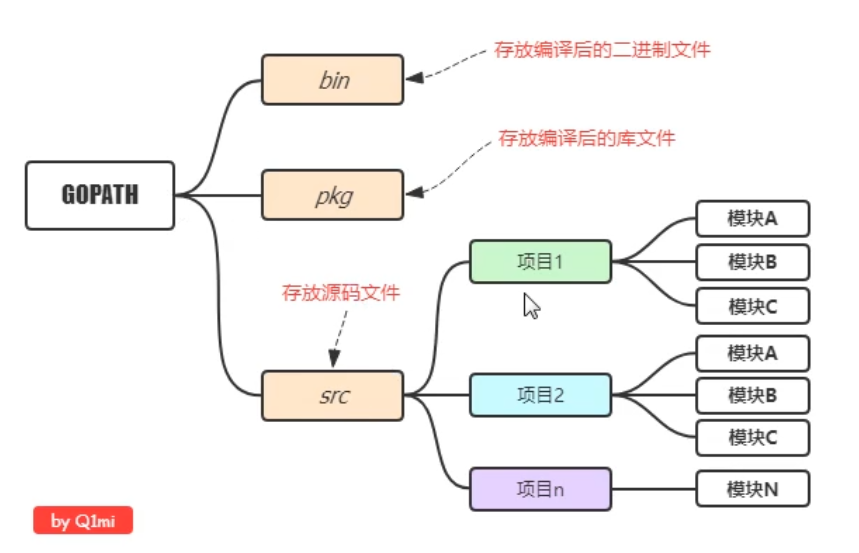 存放编译后的二进制文件
bin
存放编译后的库文件
GOPATH
pkg
模块A
项目1
模块B
存放源码文件
模块C
模块A
src
项目2
模块B
模块C
项目n
模块N
by Q1mi